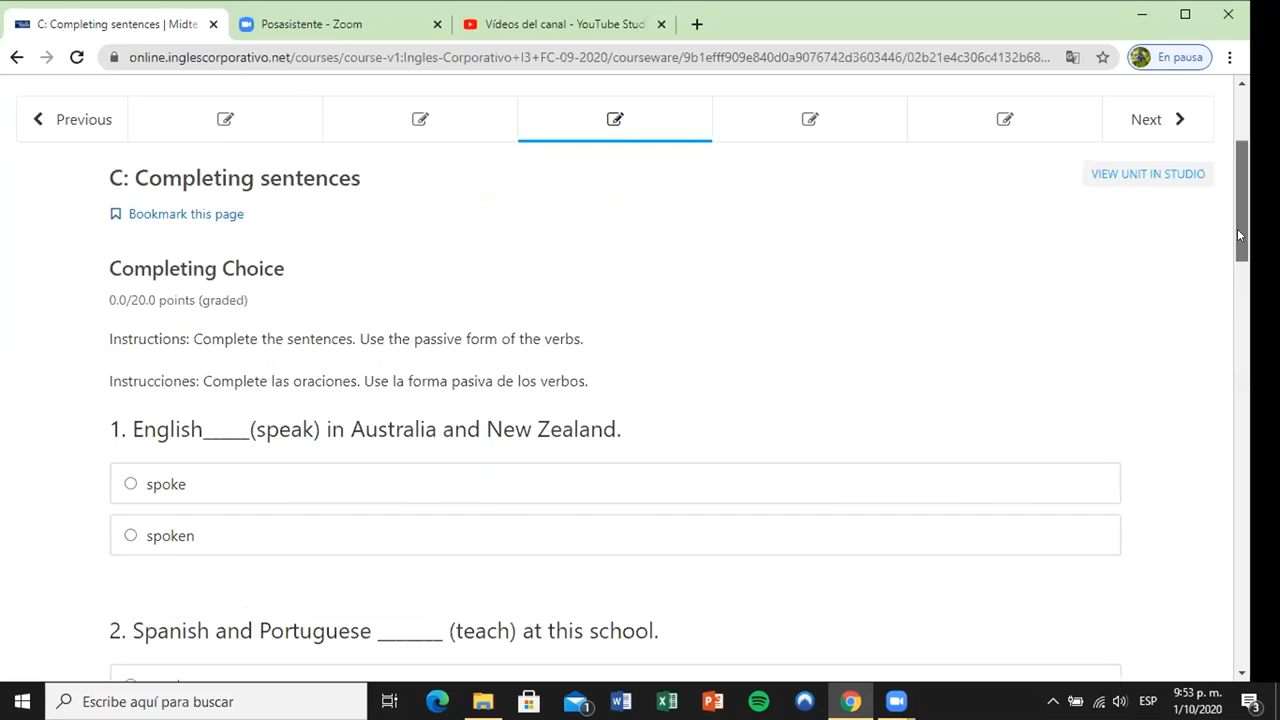 C: Completing sentences | Midte
Posasistente - Zoom
Vídeos del canal - YouTube Stud
online.inglescorporativo.net/courses/course-v1:Ingles-Corporativo+I3+FC-09-2020/courseware/9b1efff909e840d0a9076742d3603446/02b21e4c306c4132b68...
En pausa
Previous
Next
C: Completing sentences
VIEW UNIT IN STUDIO
Bookmark this page
Completing Choice
0.0/20.0 points (graded)
Instructions: Complete the sentences. Use the passive form of the verbs.
Instrucciones: Complete las oraciones. Use la forma pasiva de los verbos.
1. English_____(speak) in Australia and New Zealand.
spoke
spoken
2. Spanish and Portuguese _______ (teach) at this school.
Escribe aquí para buscar
1
ESP
9:53 p. m.
1/10/2020
3